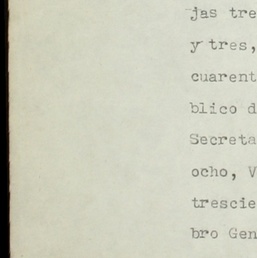 jas tre
y tres,
cuarent
blico d
Secreta
ocho, V
trescie
bro Gen